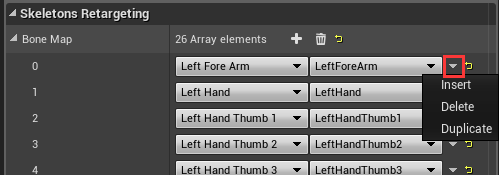 Skeletons Retargeting
Bone Map 26 Array elements
0 Left Fore Arm LeftForeArm
Insert
1 Left Hand LeftHand
Delete
2 Left Hand Thumb 1 LeftHandThumb1
Duplicate
3 Left Hand Thumb 2 LeftHandThumb2
4 Left Hand Thumb 3 LeftHandThumb3